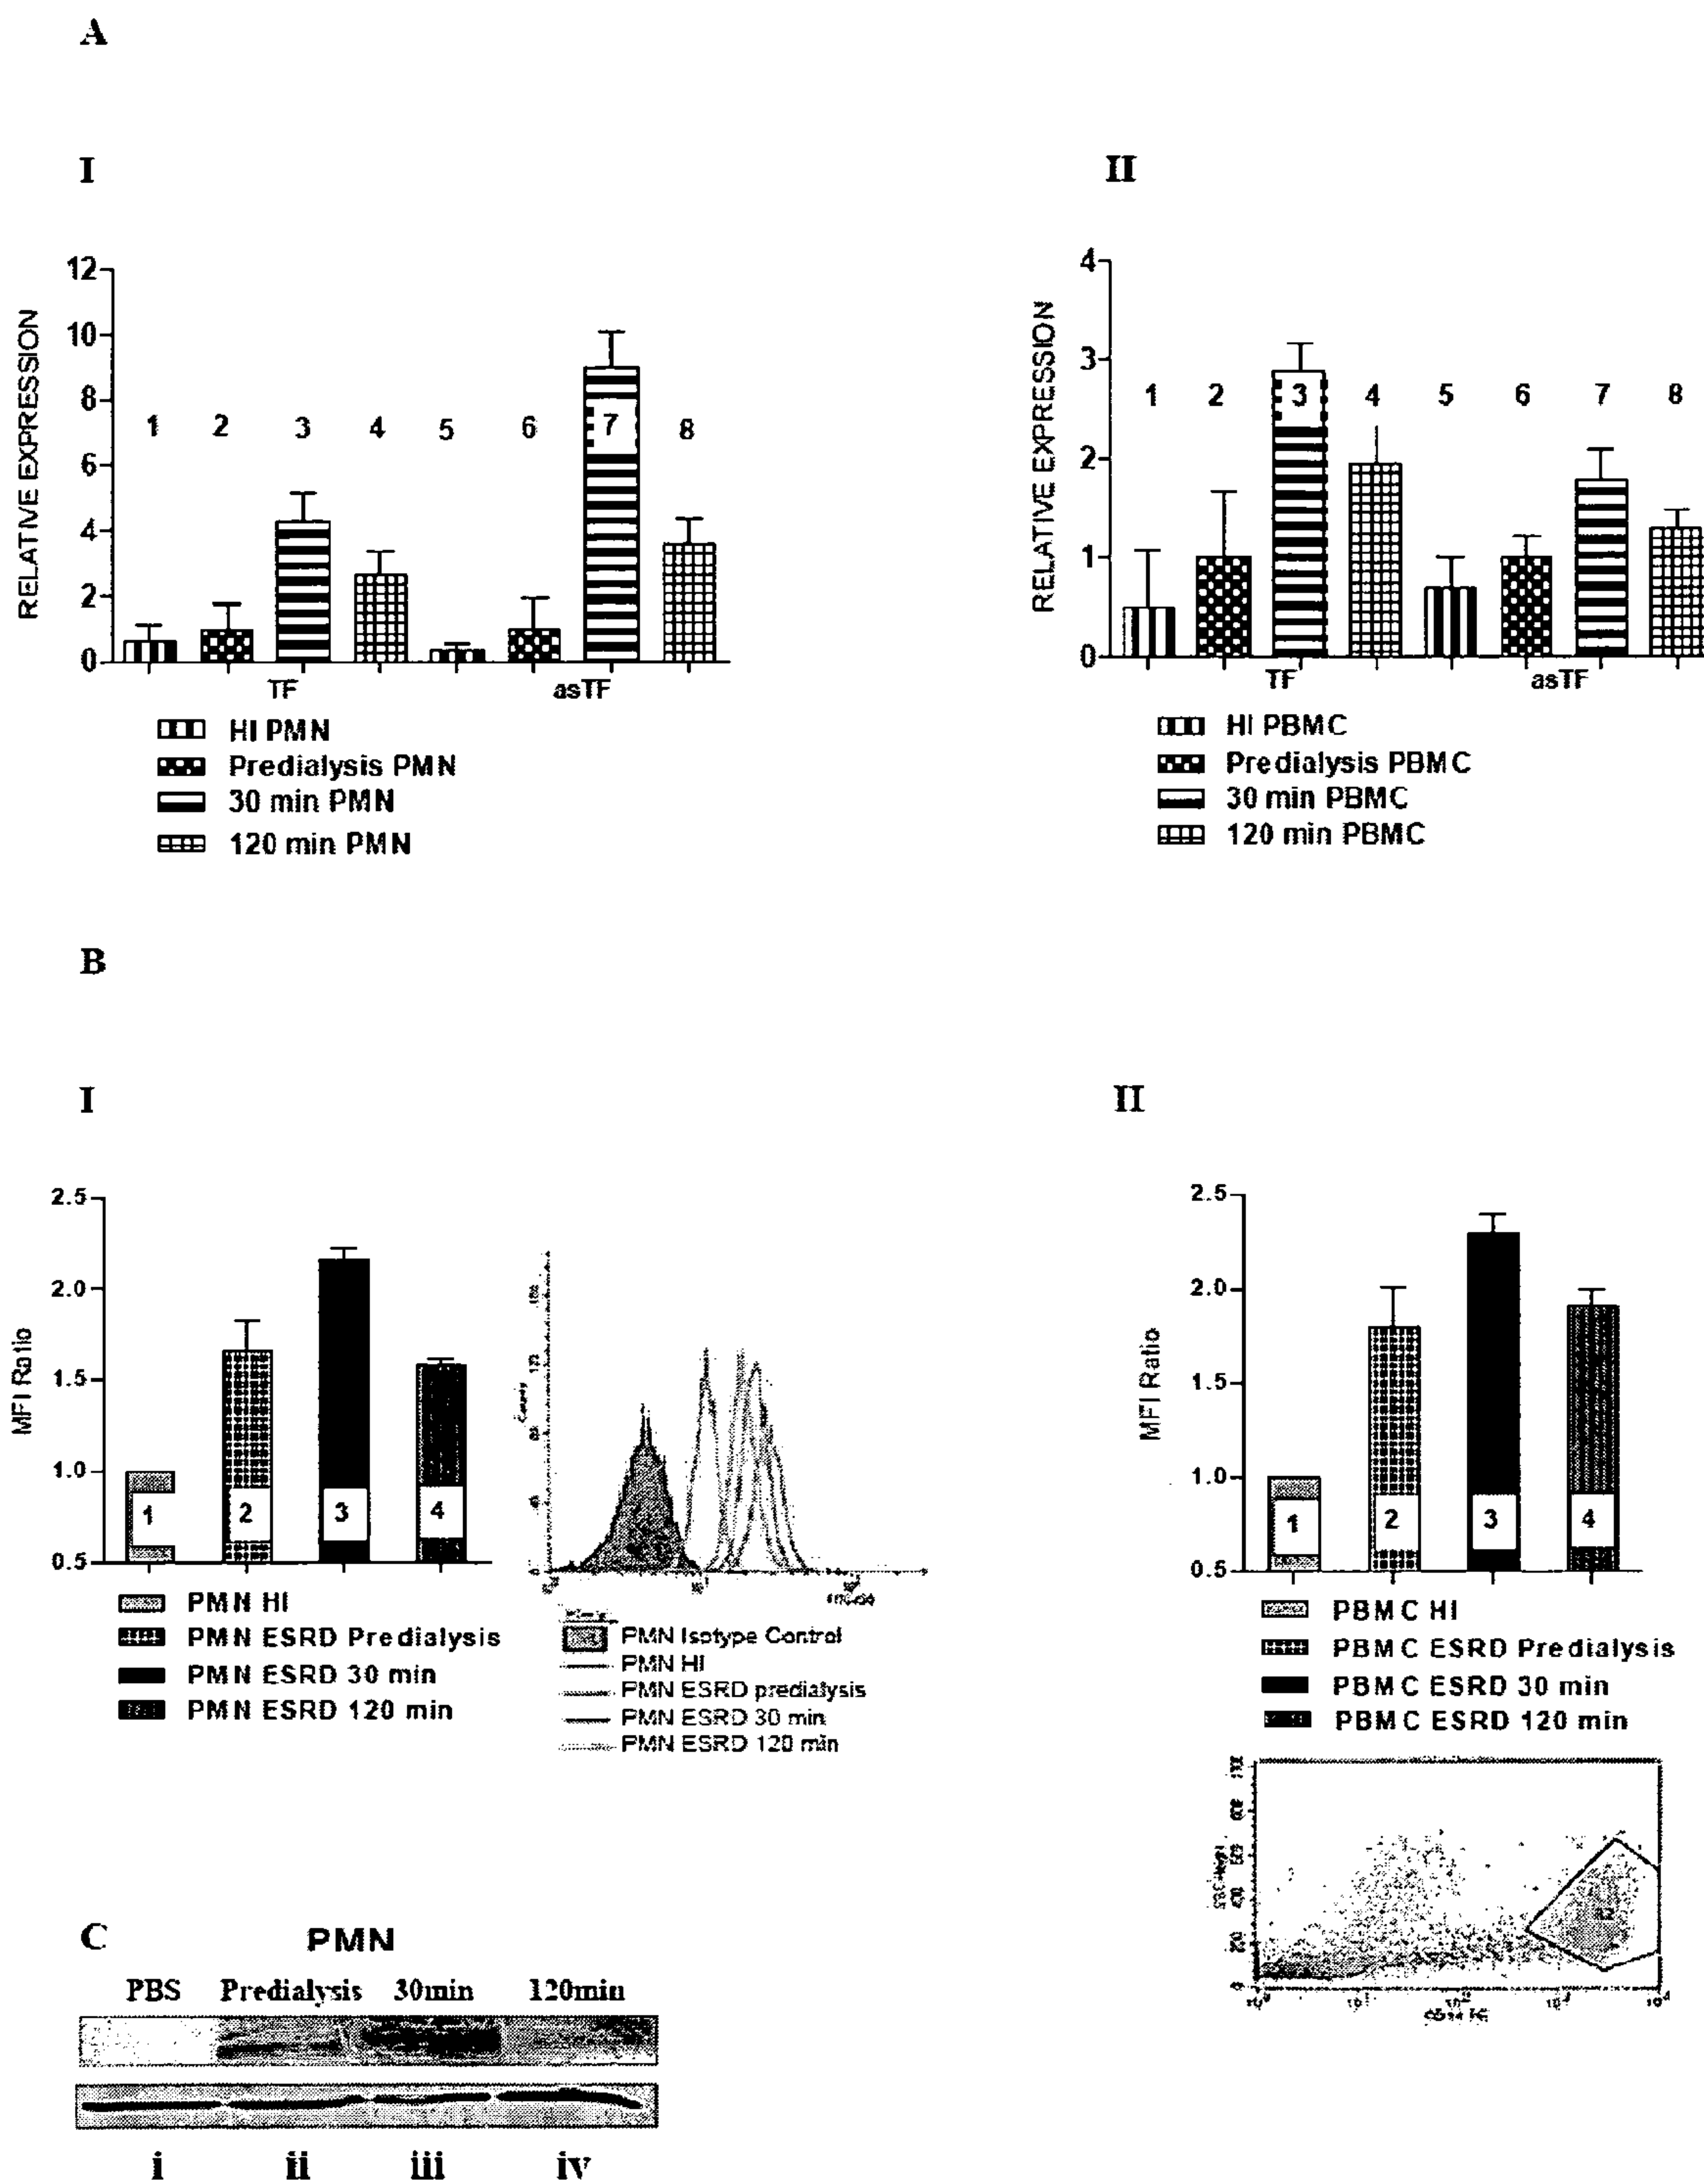 A
I
II
12
10
8
6
4
2
0
RELATIVE EXPRESSION
1 2 3 4 5 6 7 8
TF asTF
HI PMN
Predialysis PMN
30 min PMN
120 min PMN
4
3
2
1
0
RELATIVE EXPRESSION
1 2 3 4 5 6 7 8
TF asTF
HI PBMC
Predialysis PBMC
30 min PBMC
120 min PBMC
B
I
II
2.5
2.0
1.5
1.0
0.5
MFI Ratio
1 2 3 4
PMN HI
PMN ESRD Predialysis
PMN ESRD 30 min
PMN ESRD 120 min
Counts
PMN Isotype Control
PMN HI
PMN ESRD predialysis
PMN ESRD 30 min
PMN ESRD 120 min
2.5
2.0
1.5
1.0
0.5
MFI Ratio
1 2 3 4
PBMC HI
PBMC ESRD Predialysis
PBMC ESRD 30 min
PBMC ESRD 120 min
C
PMN
PBS Predialysis 30min 120min
i ii iii iv